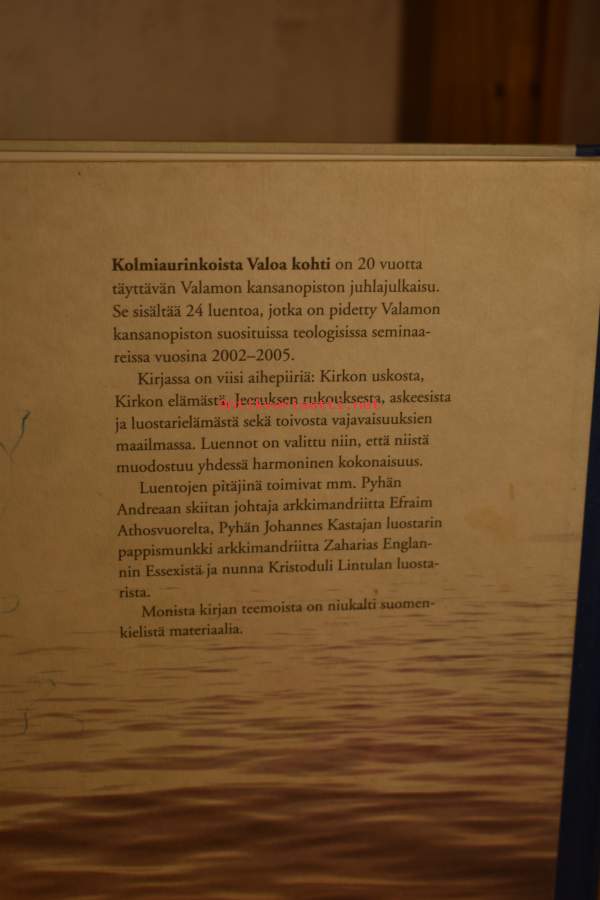 Kolmiaurinkoista Valoa kohti on 20 vuotta
täyttävän Valamon kansanopiston juhlajulkaisu.
Se sisältää 24 luentoa, jotka on pidetty Valamon
kansanopiston suosituissa teologisissa seminaa-
reissa vuosina 2002–2005.
Kirjassa on viisi aihepiiriä: Kirkon uskosta,
Kirkon elämästä, Jeesuksen rukouksesta, askeesista
ja luostarielämästä sekä toivosta vajavaisuuksien
maailmassa. Luennot on valittu niin, että niistä
muodostuu yhdessä harmoninen kokonaisuus.
Luentojen pitäjinä toimivat mm. Pyhän
Andreaan skiitan johtaja arkkimandriitta Efraim
Athosvuorelta, Pyhän Johannes Kastajan luostarin
pappismunkki arkkimandriitta Zaharias Englan-
nin Essexistä ja nunna Kristoduli Lintulan luosta-
rista.
Monista kirjan teemoista on niukalti suomen-
kielistä materiaalia.